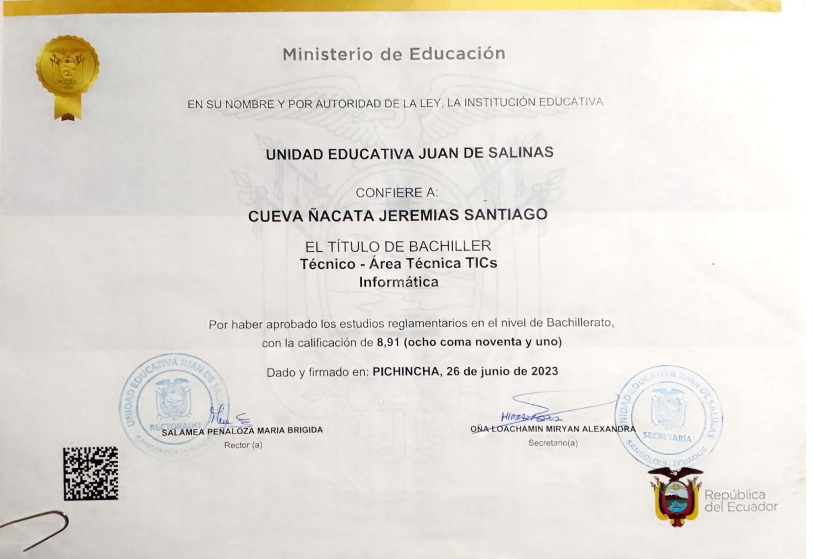 Ministerio de Educación
EN SU NOMBRE Y POR AUTORIDAD DE LA LEY, LA INSTITUCIÓN EDUCATIVA
UNIDAD EDUCATIVA JUAN DE SALINAS
CONFIERE A:
CUEVA ÑACATA JEREMIAS SANTIAGO
EL TÍTULO DE BACHILLER
Técnico - Área Técnica TICs
Informática
Por haber aprobado los estudios reglamentarios en el nivel de Bachillerato,
con la calificación de 8,91 (ocho coma noventa y uno)
Dado y firmado en: PICHINCHA, 26 de junio de 2023
UNIDAD EDUCATIVA JUAN DE SALINAS
RECTORADO
SALAMEA PEÑALOZA MARIA BRIGIDA
Rector (a)
OÑA LOACHAMIN MIRYAN ALEXANDRA
Secretario(a)
UNIDAD EDUCATIVA JUAN DE SALINAS
SECRETARÍA
SANGOLQUÍ, ECUADOR
República
del Ecuador